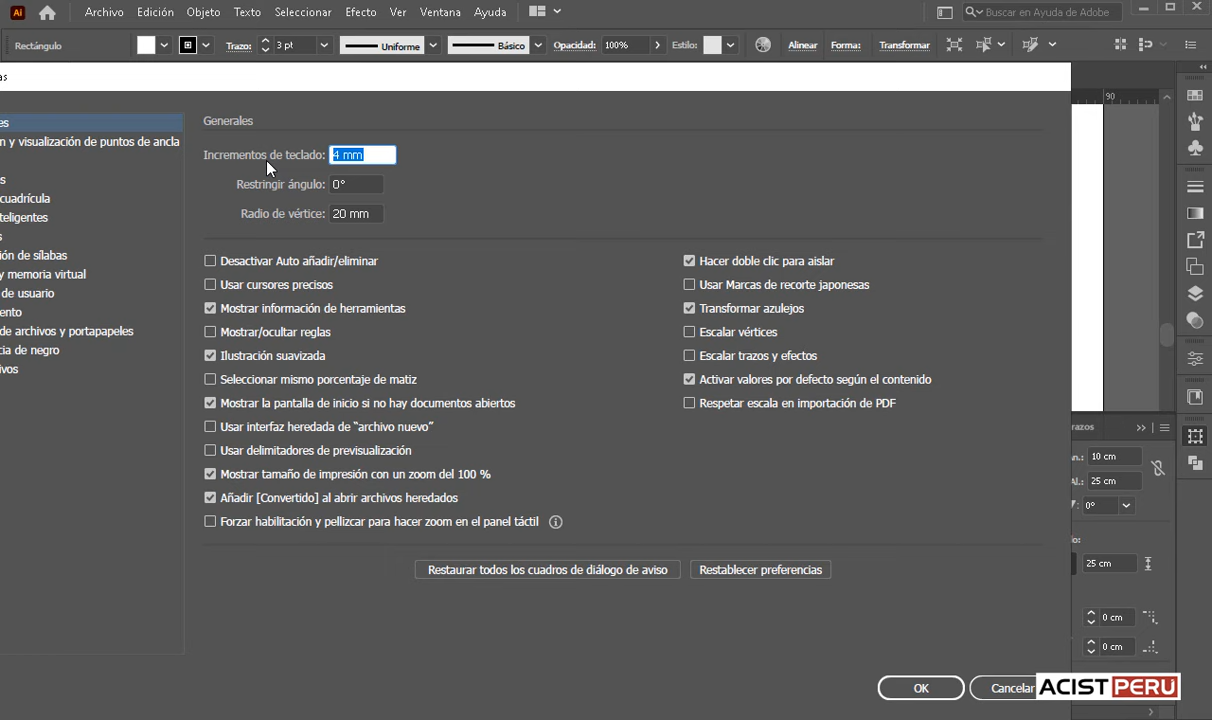 Ai Archivo Edición Objeto Texto Seleccionar Efecto Ver Ventana Ayuda Buscar en Ayuda de Adobe
Rectángulo Trazo: 3 pt Uniforme Básico Opacidad: 100% Estilo: Alinear Forma: Transformar
as
90
es
n y visualización de puntos de ancla
s
cuadrícula
teligentes
s
ión de sílabas
y memoria virtual
de usuario
ento
de archivos y portapapeles
cia de negro
ivos
Generales
Incrementos de teclado: 4 mm
Restringir ángulo: 0°
Radio de vértice: 20 mm
Desactivar Auto añadir/eliminar
Usar cursores precisos
Mostrar información de herramientas
Mostrar/ocultar reglas
Ilustración suavizada
Seleccionar mismo porcentaje de matiz
Mostrar la pantalla de inicio si no hay documentos abiertos
Usar interfaz heredada de “archivo nuevo”
Usar delimitadores de previsualización
Mostrar tamaño de impresión con un zoom del 100 %
Añadir [Convertido] al abrir archivos heredados
Forzar habilitación y pellizcar para hacer zoom en el panel táctil
Hacer doble clic para aislar
Usar Marcas de recorte japonesas
Transformar azulejos
Escalar vértices
Escalar trazos y efectos
Activar valores por defecto según el contenido
Respetar escala en importación de PDF
Restaurar todos los cuadros de diálogo de aviso Restablecer preferencias
OK Cancelar
razos
An.: 10 cm
Al.: 25 cm
0°
lo:
25 cm
0 cm
0 cm
ACIST PERÚ